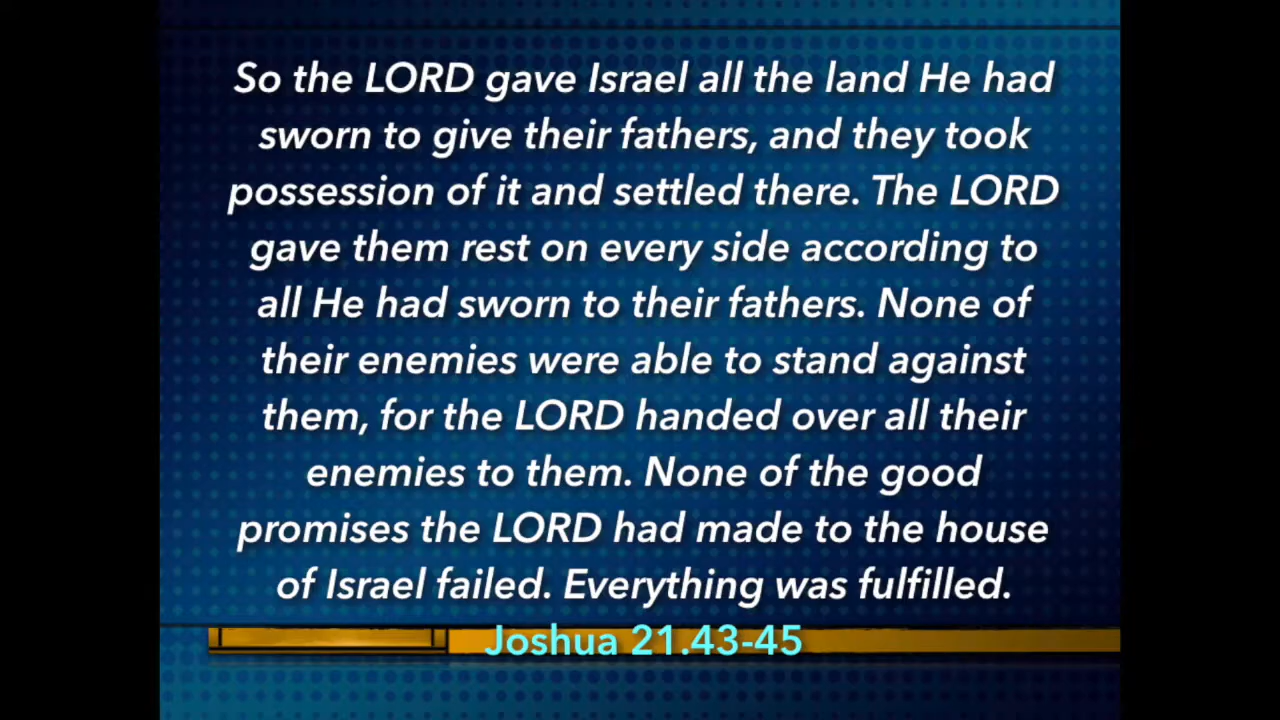 So the LORD gave Israel all the land He had
sworn to give their fathers, and they took
possession of it and settled there. The LORD
gave them rest on every side according to
all He had sworn to their fathers. None of
their enemies were able to stand against
them, for the LORD handed over all their
enemies to them. None of the good
promises the LORD had made to the house
of Israel failed. Everything was fulfilled.
Joshua 21.43-45